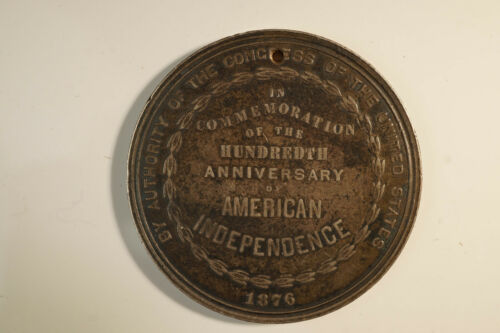 BY AUTHORITY OF THE CONGRESS OF THE UNITED STATES
IN
COMMEMORATION
OF THE
HUNDREDTH
ANNIVERSARY
OF
AMERICAN
INDEPENDENCE
1876